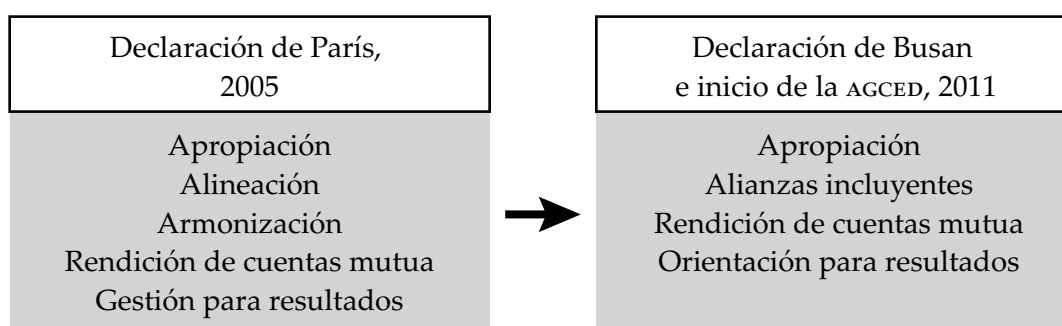 Declaración de París,
2005
Apropiación
Alineación
Armonización
Rendición de cuentas mutua
Gestión para resultados
Declaración de Busan
e inicio de la AGCED, 2011
Apropiación
Alianzas incluyentes
Rendición de cuentas mutua
Orientación para resultados